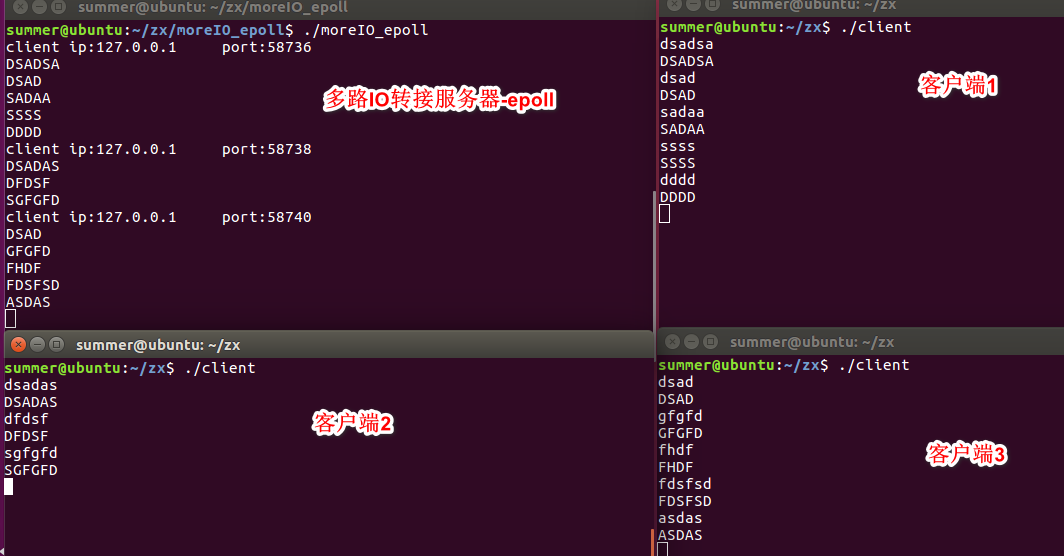 summer@ubuntu: ~/zx/moreIO_epoll
summer@ubuntu:~/zx/moreIO_epoll$ ./moreIO_epoll
client ip:127.0.0.1     port:58736
DSADSA
DSAD
SADAA
SSSS
DDDD
client ip:127.0.0.1     port:58738
DSADAS
DFDSF
SGFGFD
client ip:127.0.0.1     port:58740
DSAD
GFGFD
FHDF
FDSFSD
ASDAS
多路IO转接服务器-epoll
summer@ubuntu: ~/zx
summer@ubuntu:~/zx$ ./client
dsadsa
DSADSA
dsad
DSAD
sadaa
SADAA
ssss
SSSS
dddd
DDDD
客户端1
summer@ubuntu: ~/zx
summer@ubuntu:~/zx$ ./client
dsadas
DSADAS
dfdsf
DFDSF
sgfgfd
SGFGFD
客户端2
summer@ubuntu: ~/zx
summer@ubuntu:~/zx$ ./client
dsad
DSAD
gfgfd
GFGFD
fhdf
FHDF
fdsfsd
FDSFSD
asdas
ASDAS
客户端3